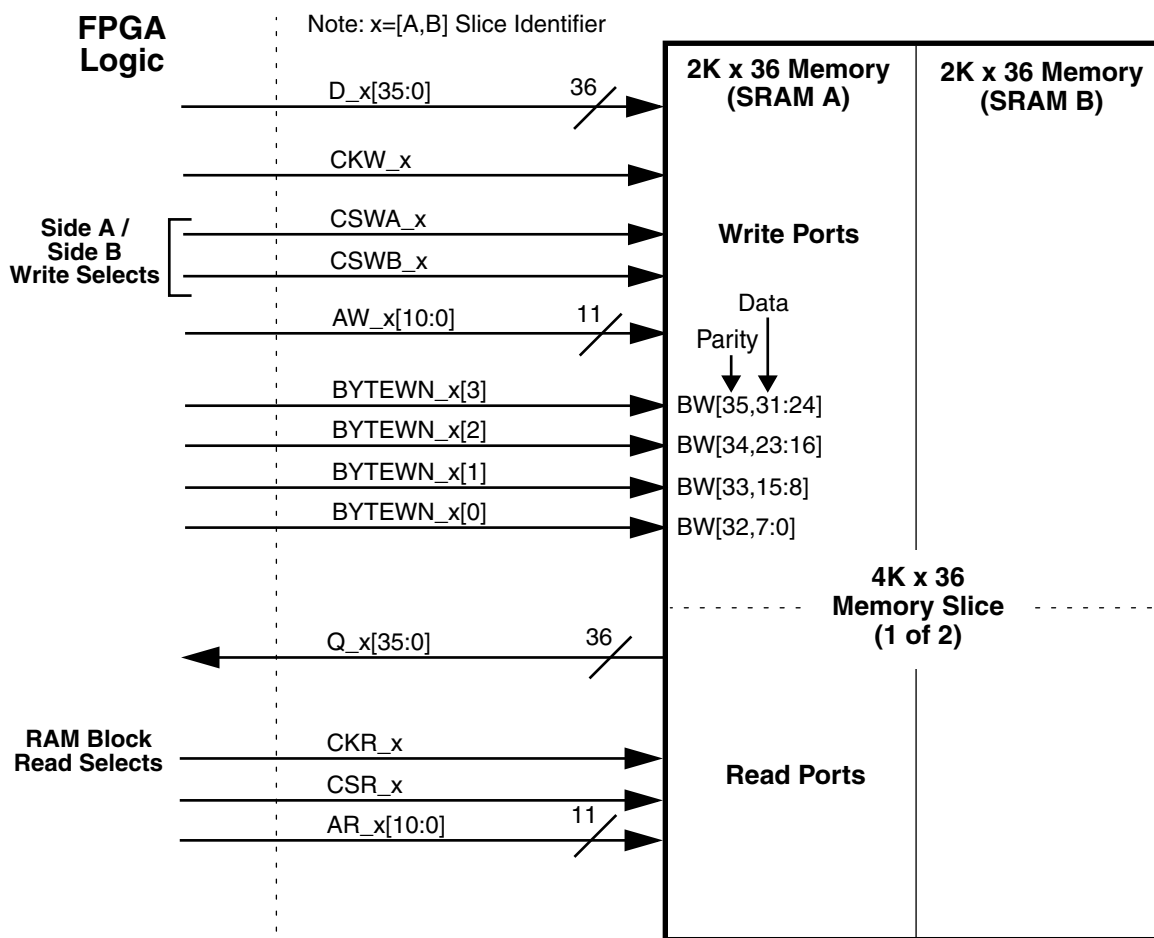 FPGA
Logic
Note: x=[A,B] Slice Identifier
2K x 36 Memory
(SRAM A)
2K x 36 Memory
(SRAM B)
D_x[35:0]
36
CKW_x
Side A /
Side B
Write Selects
CSWA_x
CSWB_x
Write Ports
AW_x[10:0]
11
Data
Parity
BYTEWN_x[3]
BW[35,31:24]
BYTEWN_x[2]
BW[34,23:16]
BYTEWN_x[1]
BW[33,15:8]
BYTEWN_x[0]
BW[32,7:0]
4K x 36
Memory Slice
(1 of 2)
Q_x[35:0]
36
RAM Block
Read Selects
CKR_x
CSR_x
AR_x[10:0]
11
Read Ports